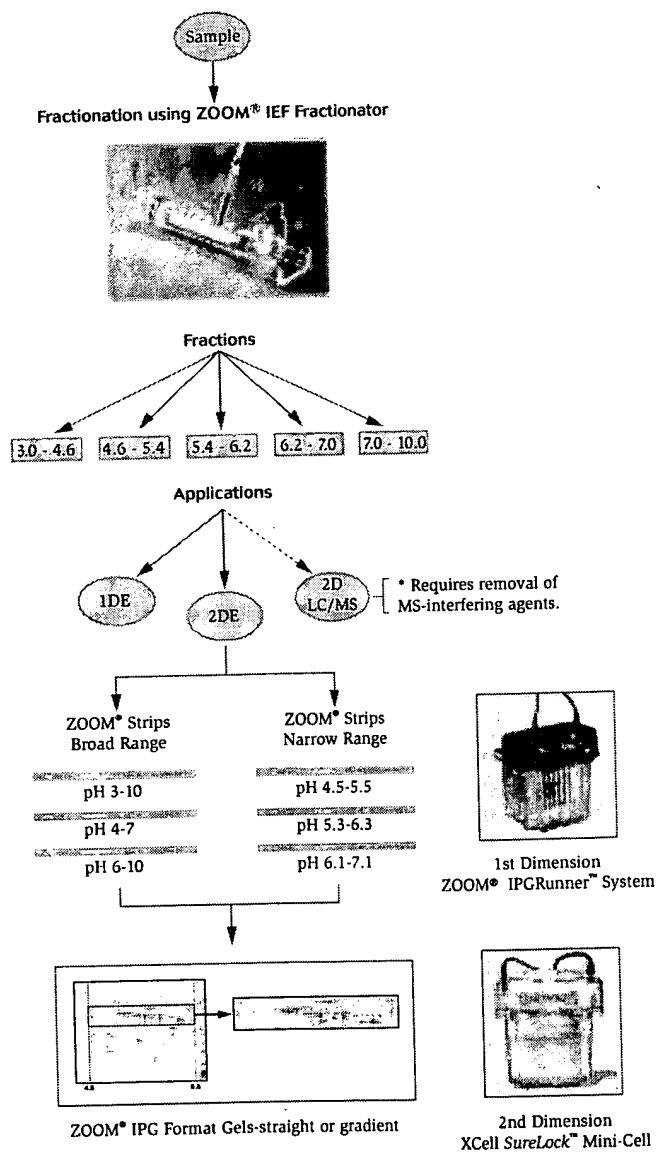 Sample
Fractionation using ZOOM® IEF Fractionator
Fractions
3.0 - 4.6 4.6 - 5.4 5.4 - 6.2 6.2 - 7.0 7.0 - 10.0
Applications
1DE
2DE
2D
LC/MS
* Requires removal of
MS-interfering agents.
ZOOM® Strips
Broad Range
pH 3-10
pH 4-7
pH 6-10
ZOOM® Strips
Narrow Range
pH 4.5-5.5
pH 5.3-6.3
pH 6.1-7.1
1st Dimension
ZOOM® IPGRunner™ System
4.5 5.5
ZOOM® IPG Format Gels-straight or gradient
2nd Dimension
XCell SureLock™ Mini-Cell